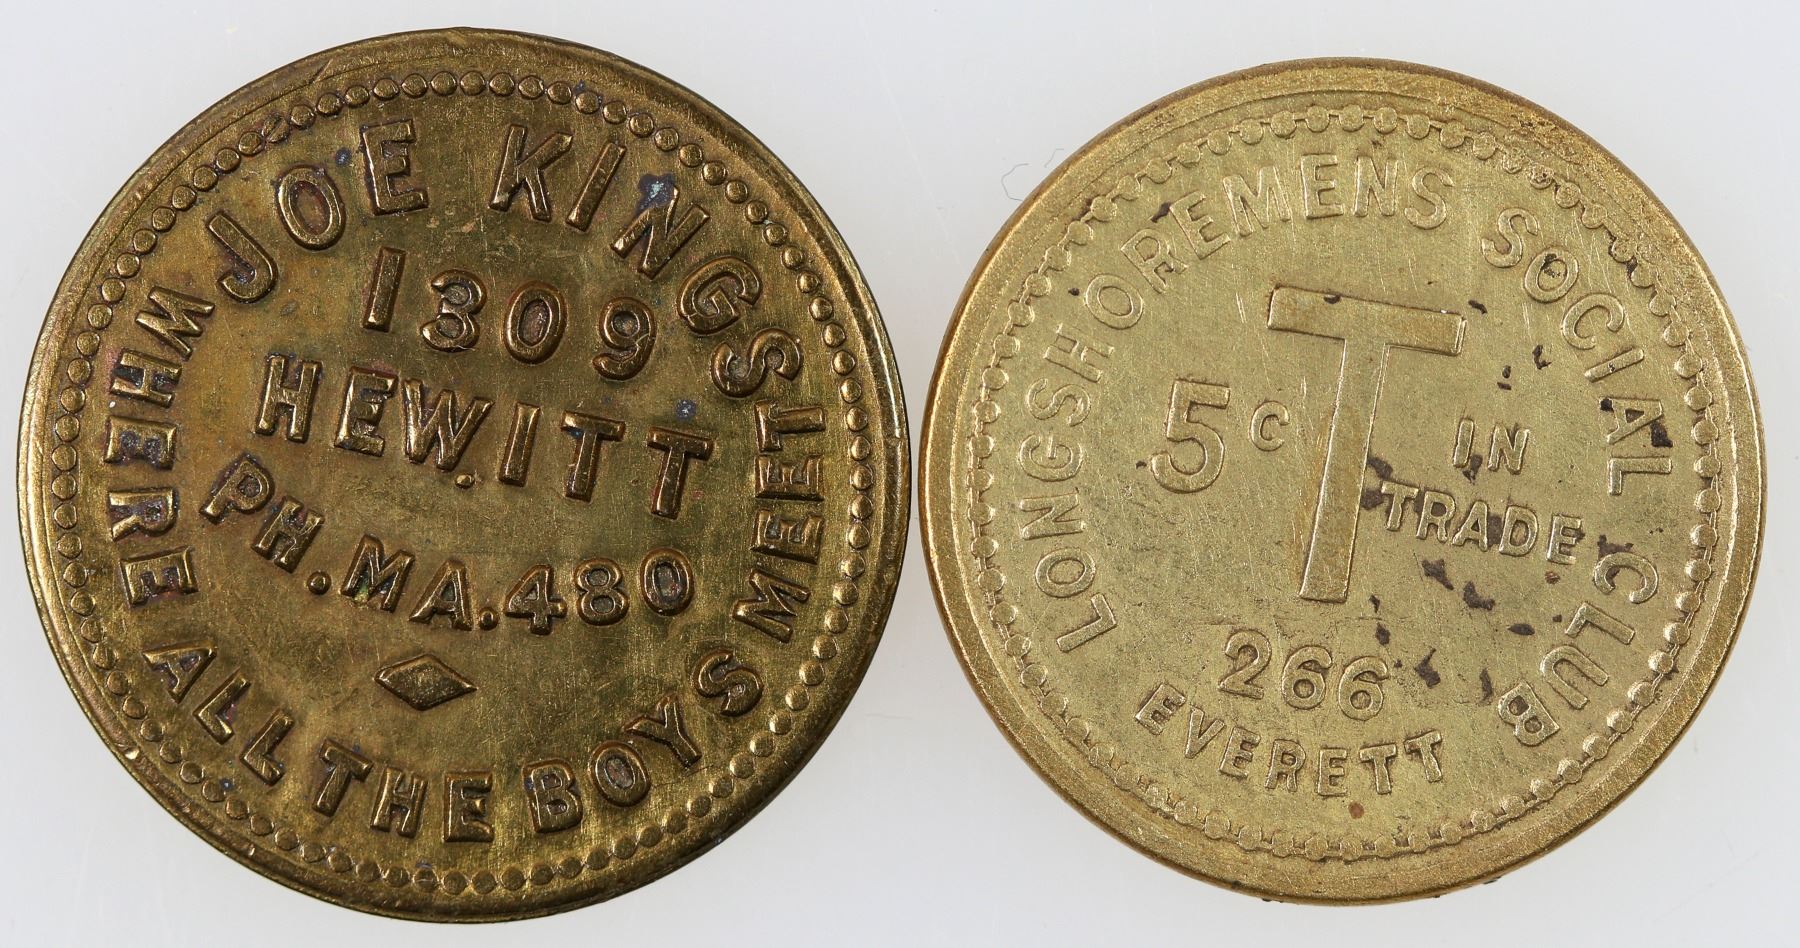 JOE KINGS
1309
HEWITT
PH. MA. 480
WHERE ALL THE BOYS MEET
LONGSHOREMENS SOCIAL CLUB
5¢ T IN
TRADE
266
EVERETT